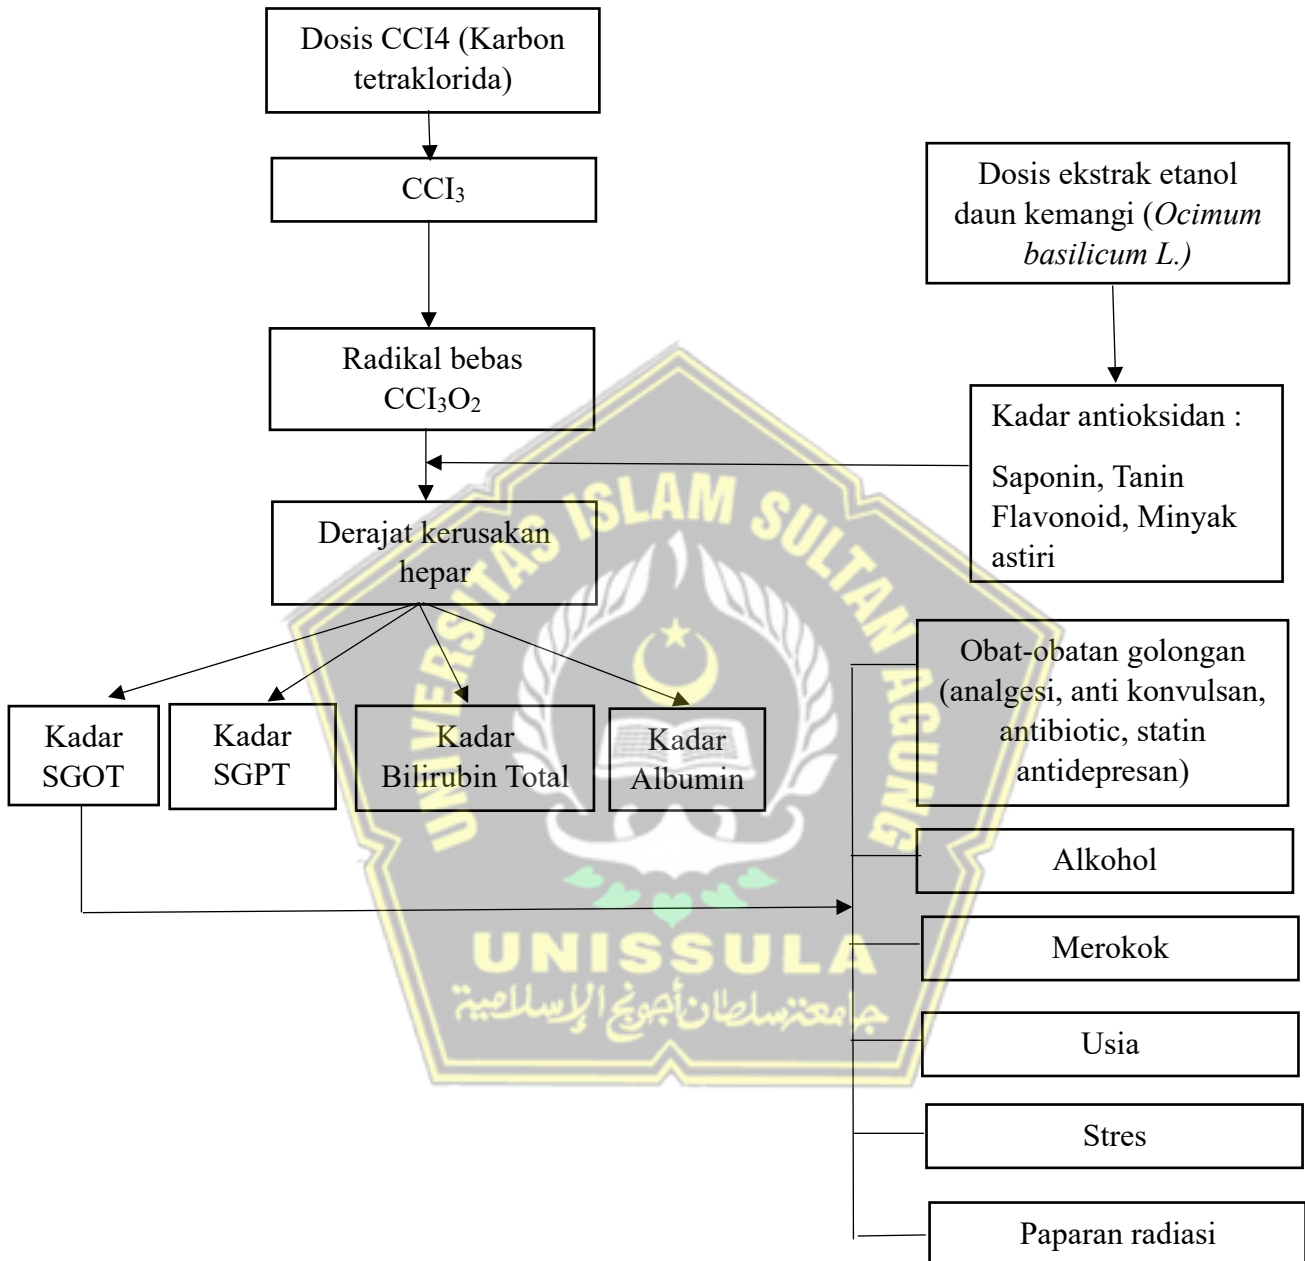 Dosis CCI4 (Karbon
tetraklorida)
CCI₃
Dosis ekstrak etanol
daun kemangi (Ocimum
basilicum L.)
Radikal bebas
CCI₃O₂
Kadar antioksidan :
Saponin, Tanin
Flavonoid, Minyak
astiri
Derajat kerusakan
hepar
Kadar
SGOT
Kadar
SGPT
Kadar
Bilirubin Total
Kadar
Albumin
Obat-obatan golongan
(analgesi, anti konvulsan,
antibiotic, statin
antidepresan)
Alkohol
Merokok
Usia
Stres
Paparan radiasi
UNIVERSITAS ISLAM SULTAN AGUNG
UNISSULA
جامعة سلطان أجونج الإسلامية